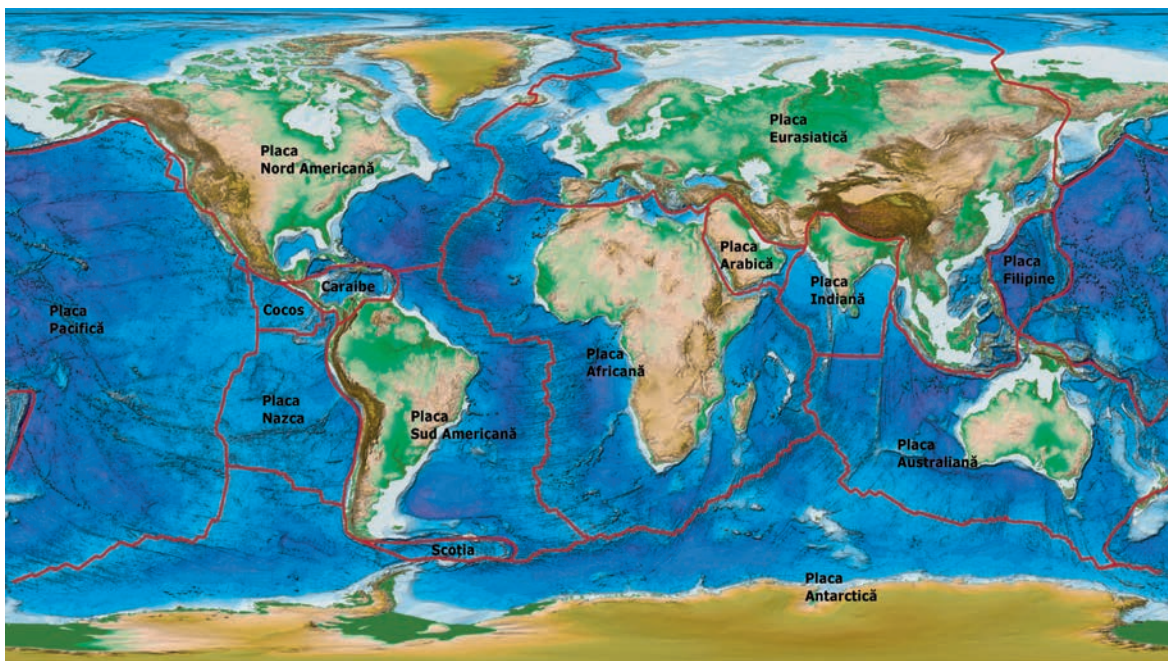 Placa
Nord Americană
Placa
Eurasiatică
Placa
Arabică
Placa
Indiană
Placa
Filipine
Caraibe
Cocos
Placa
Pacifică
Placa
Africană
Placa
Nazca
Placa
Sud Americană
Placa
Australiană
Scoția
Placa
Antarctică